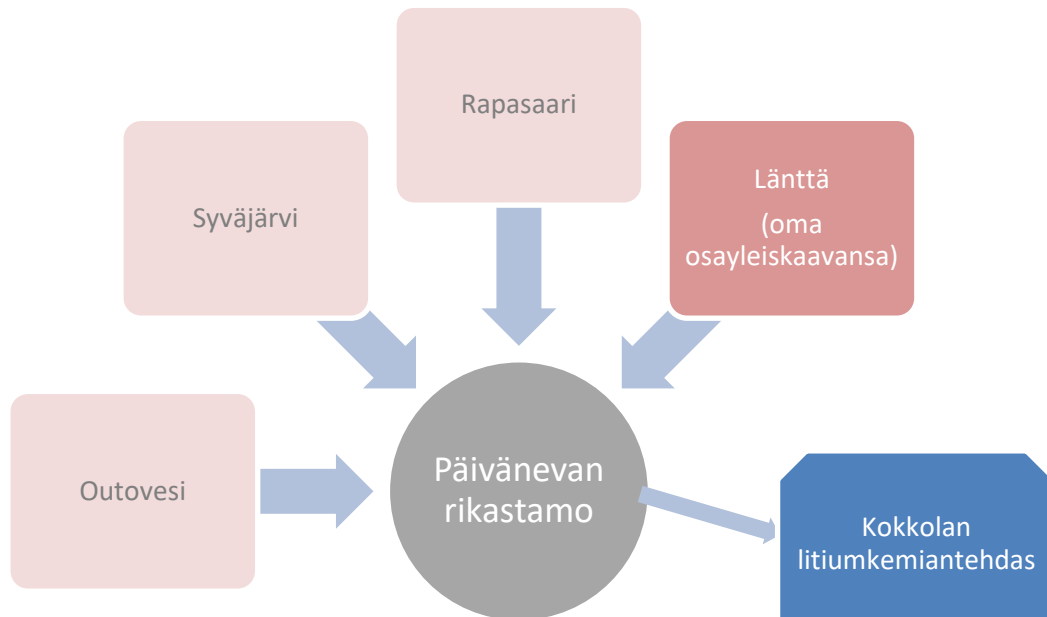 Rapasaari
Syväjärvi
Länttä
(oma
osayleiskaavansa)
Outovesi
Päivänevan
rikastamo
Kokkolan
litiumkemiantehdas